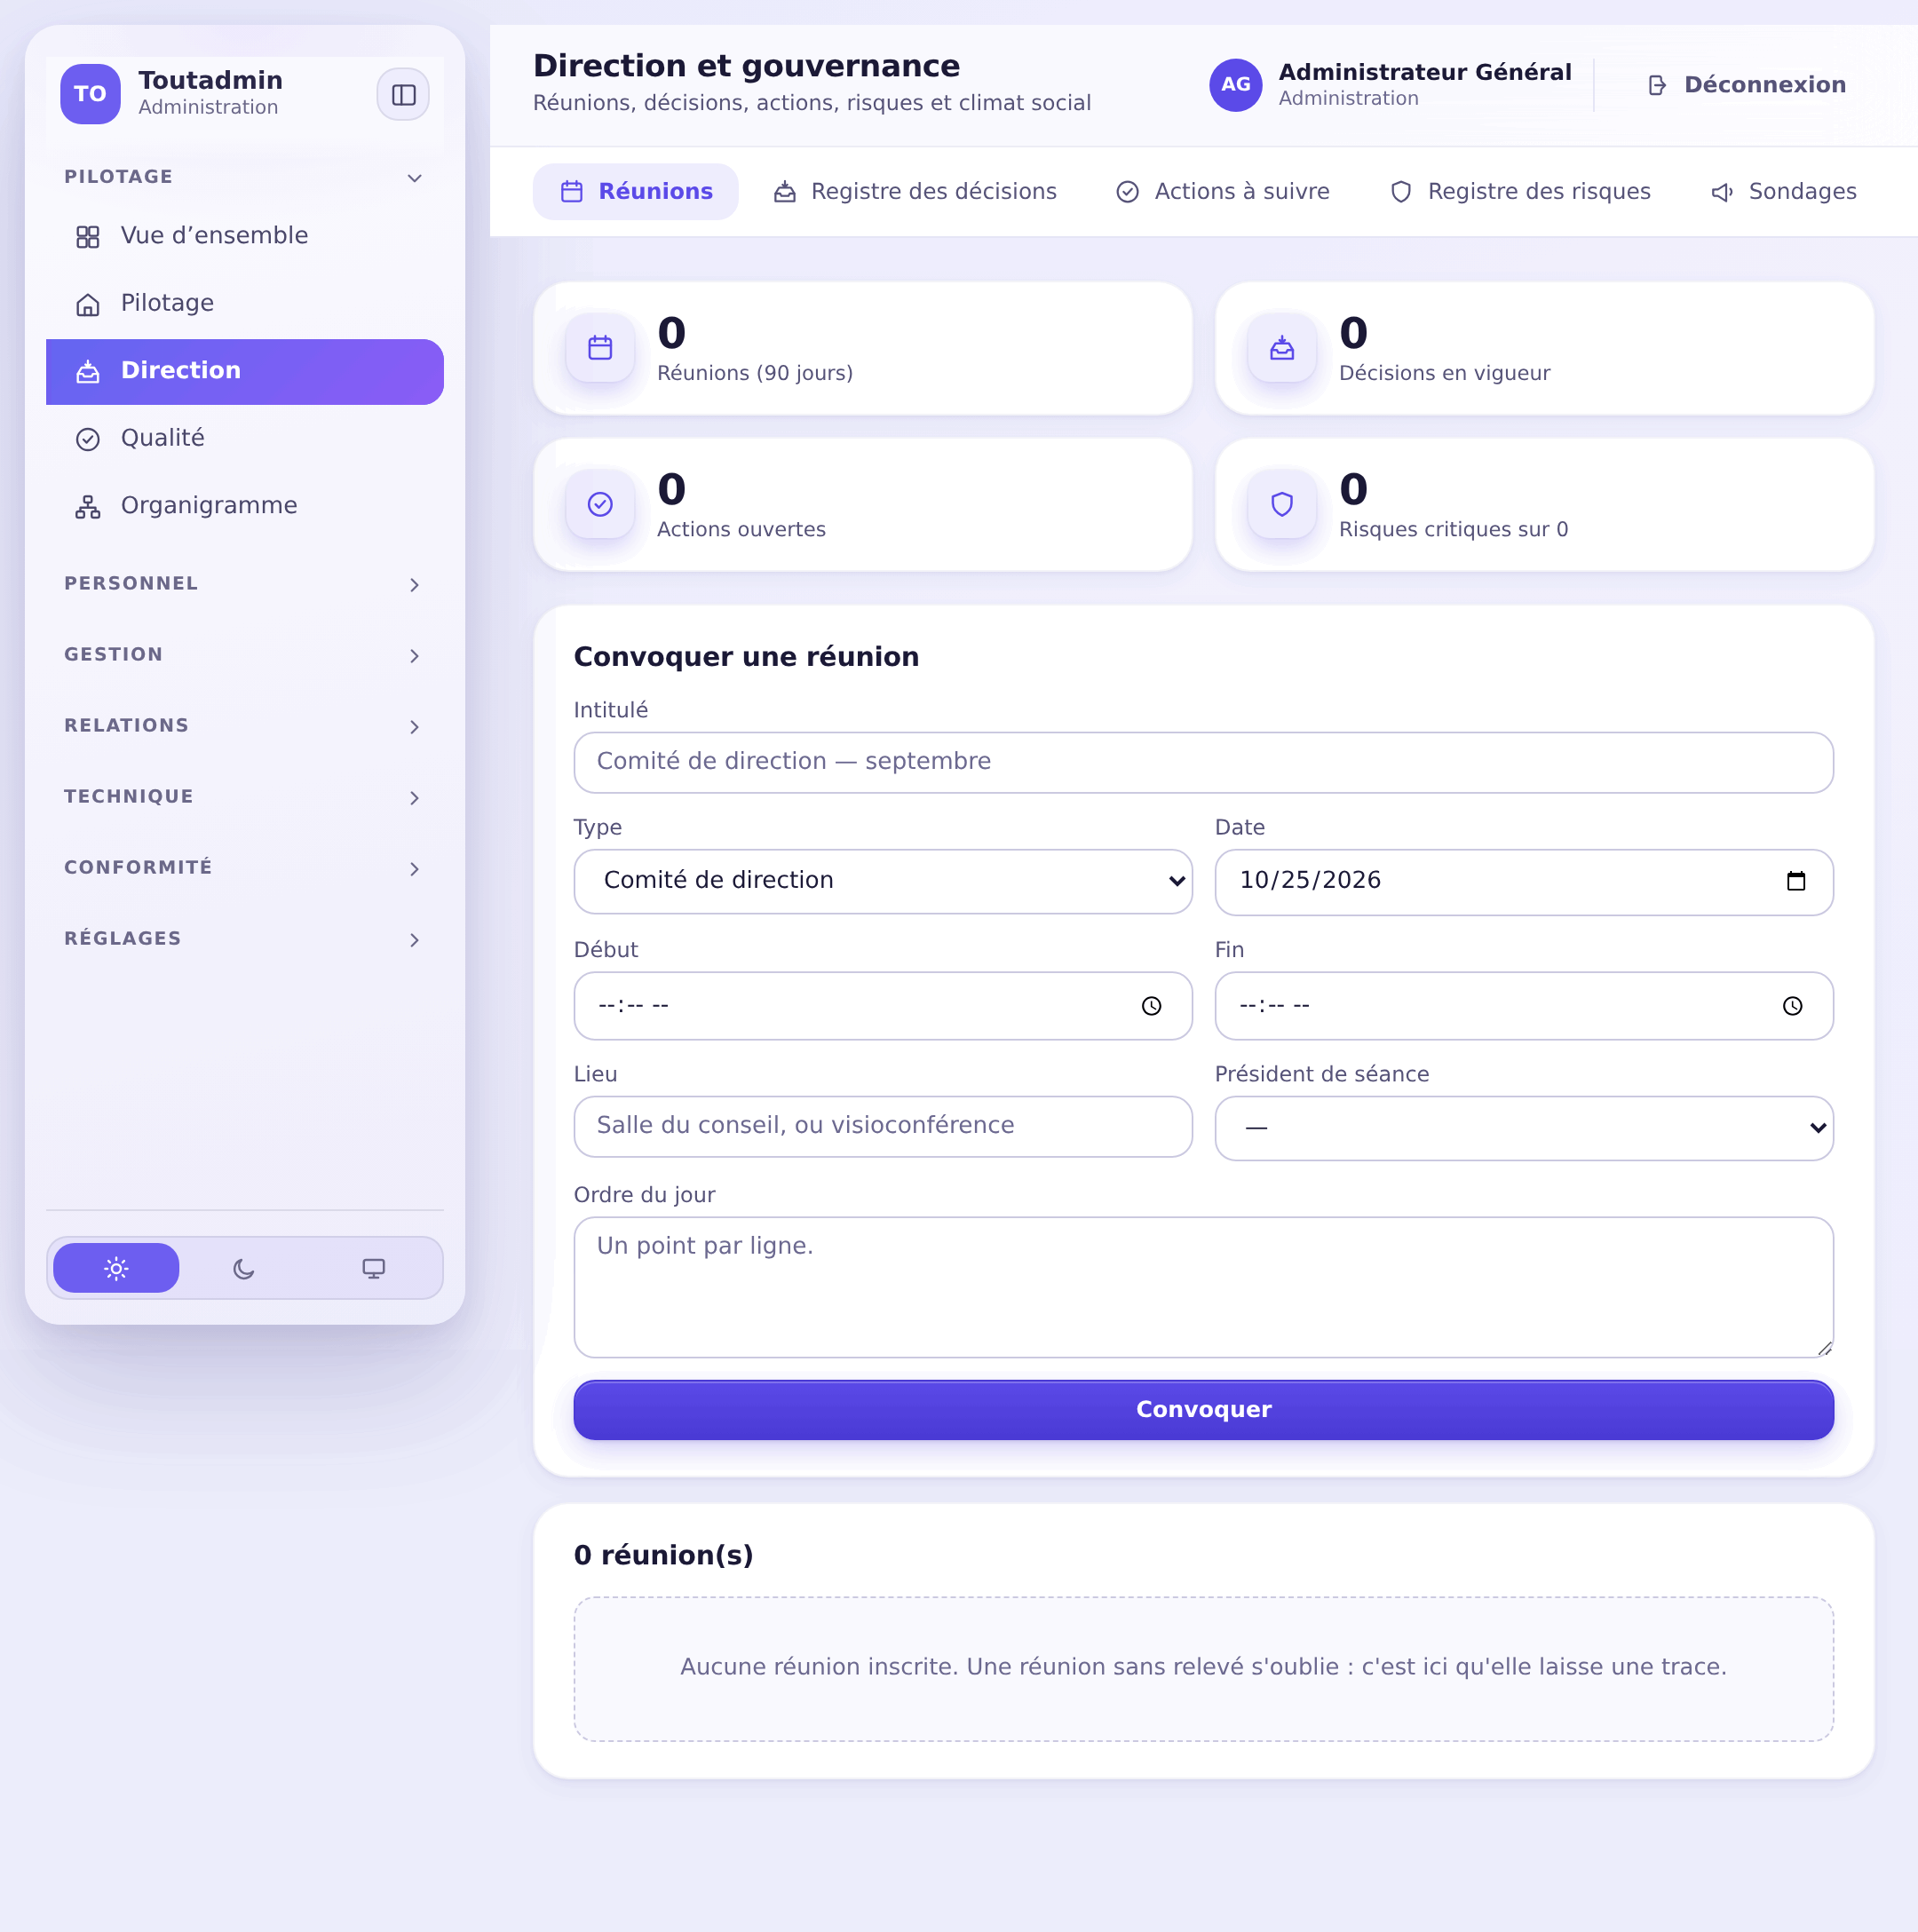 TO
Toutadmin
Administration
PILOTAGE
Vue d’ensemble
Pilotage
Direction
Qualité
Organigramme
PERSONNEL
GESTION
RELATIONS
TECHNIQUE
CONFORMITÉ
RÉGLAGES
Direction et gouvernance
Réunions, décisions, actions, risques et climat social
AG
Administrateur Général
Administration
Déconnexion
Réunions
Registre des décisions
Actions à suivre
Registre des risques
Sondages
0
Réunions (90 jours)
0
Décisions en vigueur
0
Actions ouvertes
0
Risques critiques sur 0
Convoquer une réunion
Intitulé
Comité de direction — septembre
Type
Date
Comité de direction
10/25/2026
Début
Fin
--:-- --
--:-- --
Lieu
Président de séance
Salle du conseil, ou visioconférence
—
Ordre du jour
Un point par ligne.
Convoquer
0 réunion(s)
Aucune réunion inscrite. Une réunion sans relevé s'oublie : c'est ici qu'elle laisse une trace.